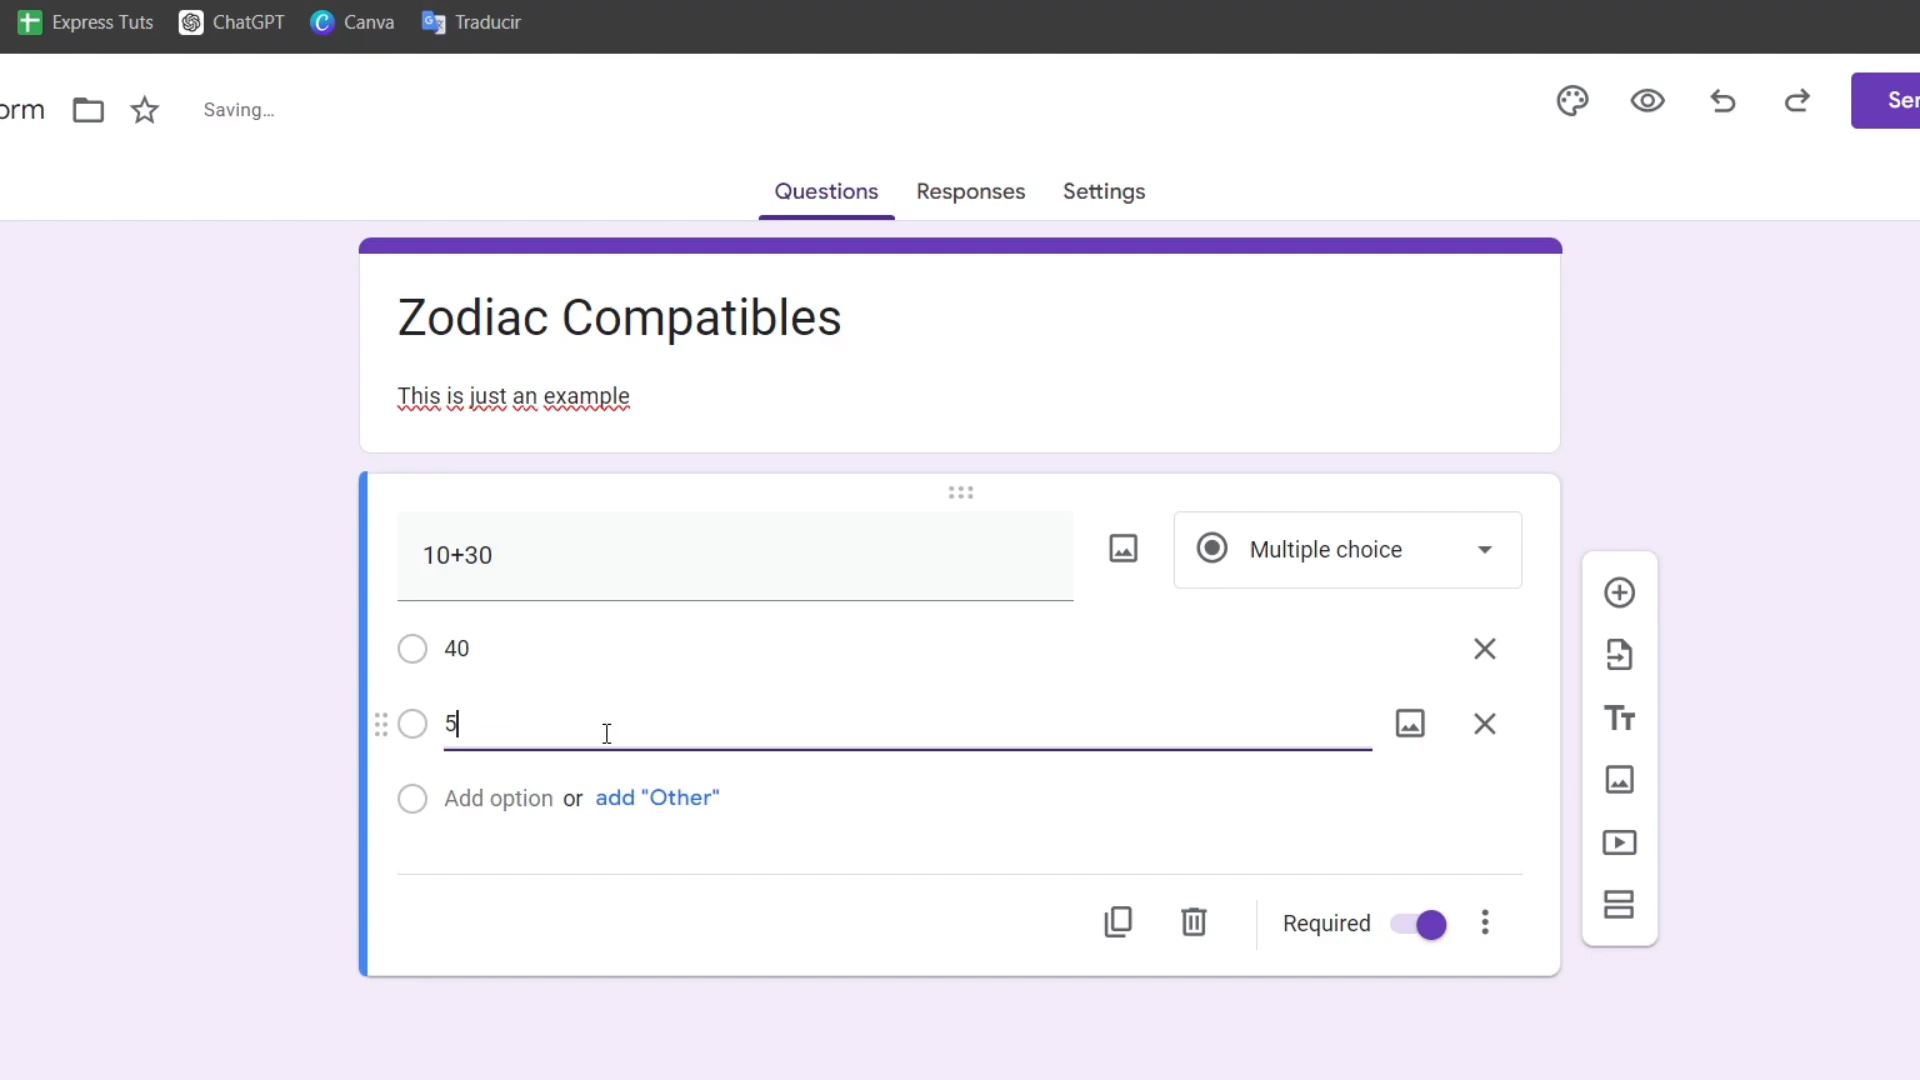 Express Tuts ChatGPT Canva Traducir
orm Saving... Ser
Questions Responses Settings
Zodiac Compatibles
This is just an example
10+30 Multiple choice
40
5
Add option or add "Other"
Required